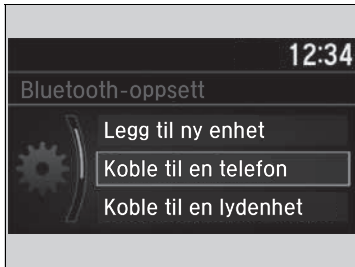 12:34
Bluetooth-oppsett
Legg til ny enhet
Koble til en telefon
Koble til en lydenhet